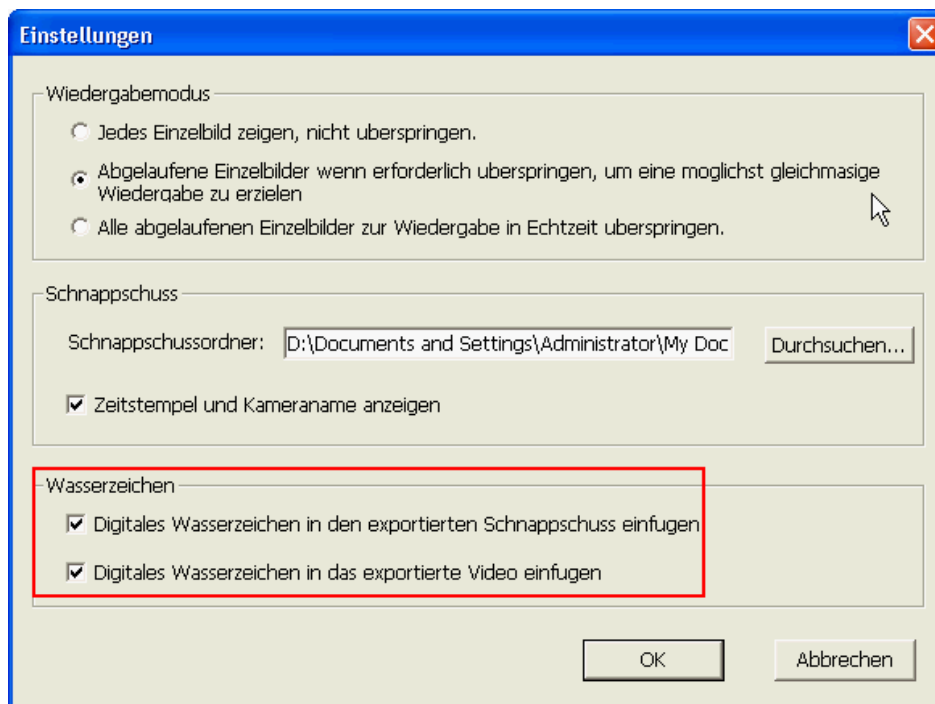 Einstellungen
Wiedergabemodus
Jedes Einzelbild zeigen, nicht uberspringen.
Abgelaufene Einzelbilder wenn erforderlich uberspringen, um eine moglichst gleichmasige
Wiedergabe zu erzielen
Alle abgelaufenen Einzelbilder zur Wiedergabe in Echtzeit uberspringen.
Schnappschuss
Schnappschussordner: D:\Documents and Settings\Administrator\My Doc Durchsuchen...
Zeitstempel und Kameraname anzeigen
Wasserzeichen
Digitales Wasserzeichen in den exportierten Schnappschuss einfugen
Digitales Wasserzeichen in das exportierte Video einfugen
OK Abbrechen